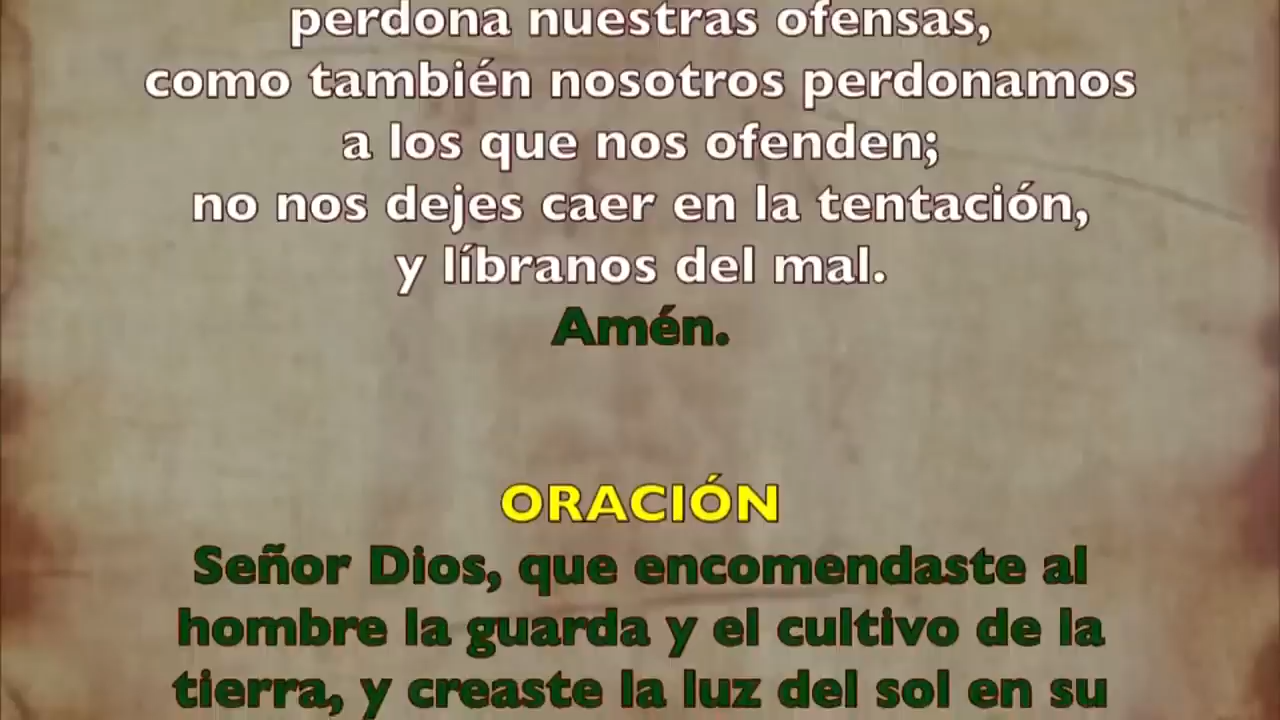 perdona nuestras ofensas,
como también nosotros perdonamos
a los que nos ofenden;
no nos dejes caer en la tentación,
y líbranos del mal.
Amén.
ORACIÓN
Señor Dios, que encomendaste al
hombre la guarda y el cultivo de la
tierra, y creaste la luz del sol en su